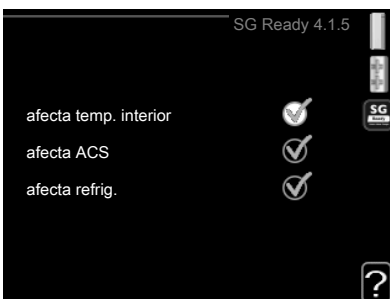 SG Ready 4.1.5
SG
Ready
afecta temp. interior
afecta ACS
afecta refrig.
?